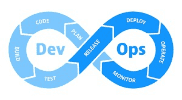 CODE
DEPLOY
PLAN
BUILD
Dev
RELEASE
Ops
OPERATE
TEST
MONITOR